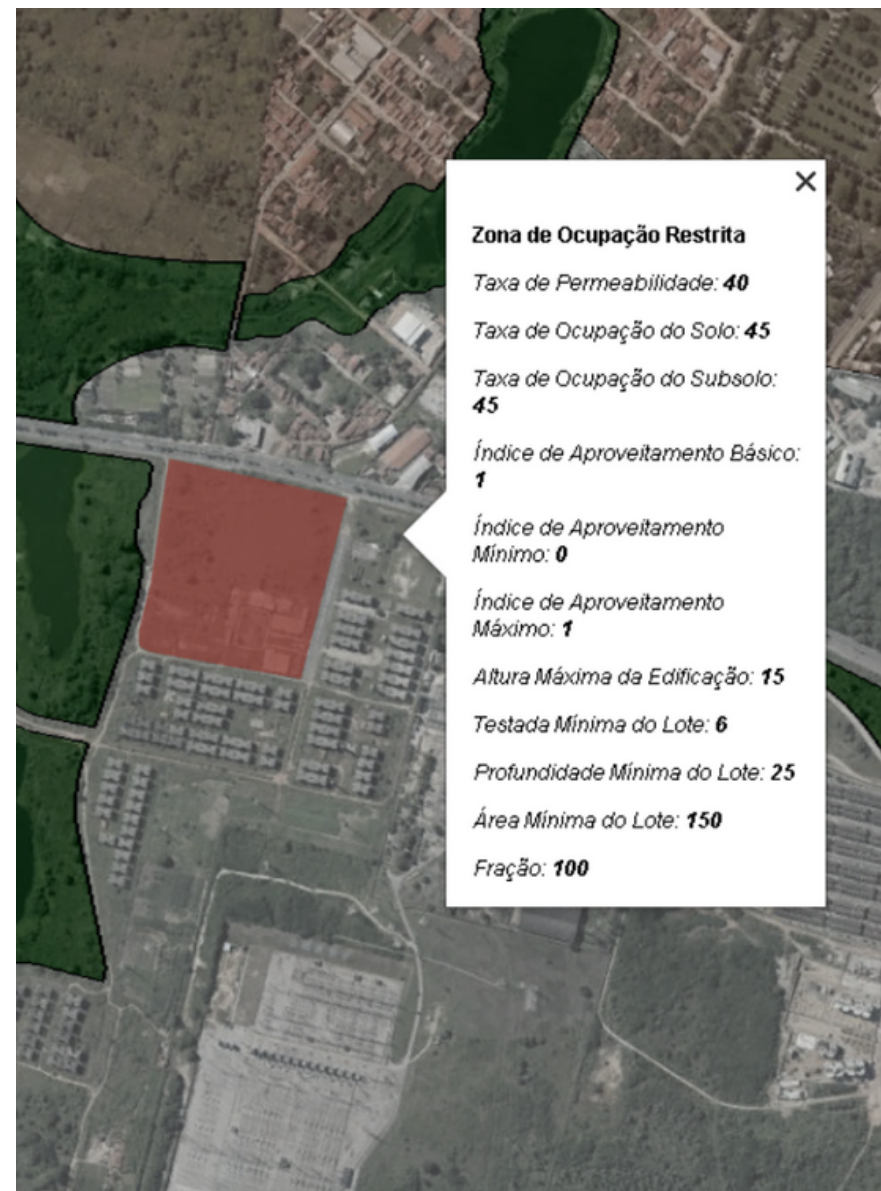 Zona de Ocupação Restrita
Taxa de Permeabilidade: 40
Taxa de Ocupação do Solo: 45
Taxa de Ocupação do Subsolo:
45
Índice de Aproveitamento Básico:
1
Índice de Aproveitamento
Mínimo: 0
Índice de Aproveitamento
Máximo: 1
Altura Máxima da Edificação: 15
Testada Mínima do Lote: 6
Profundidade Mínima do Lote: 25
Área Mínima do Lote: 150
Fração: 100